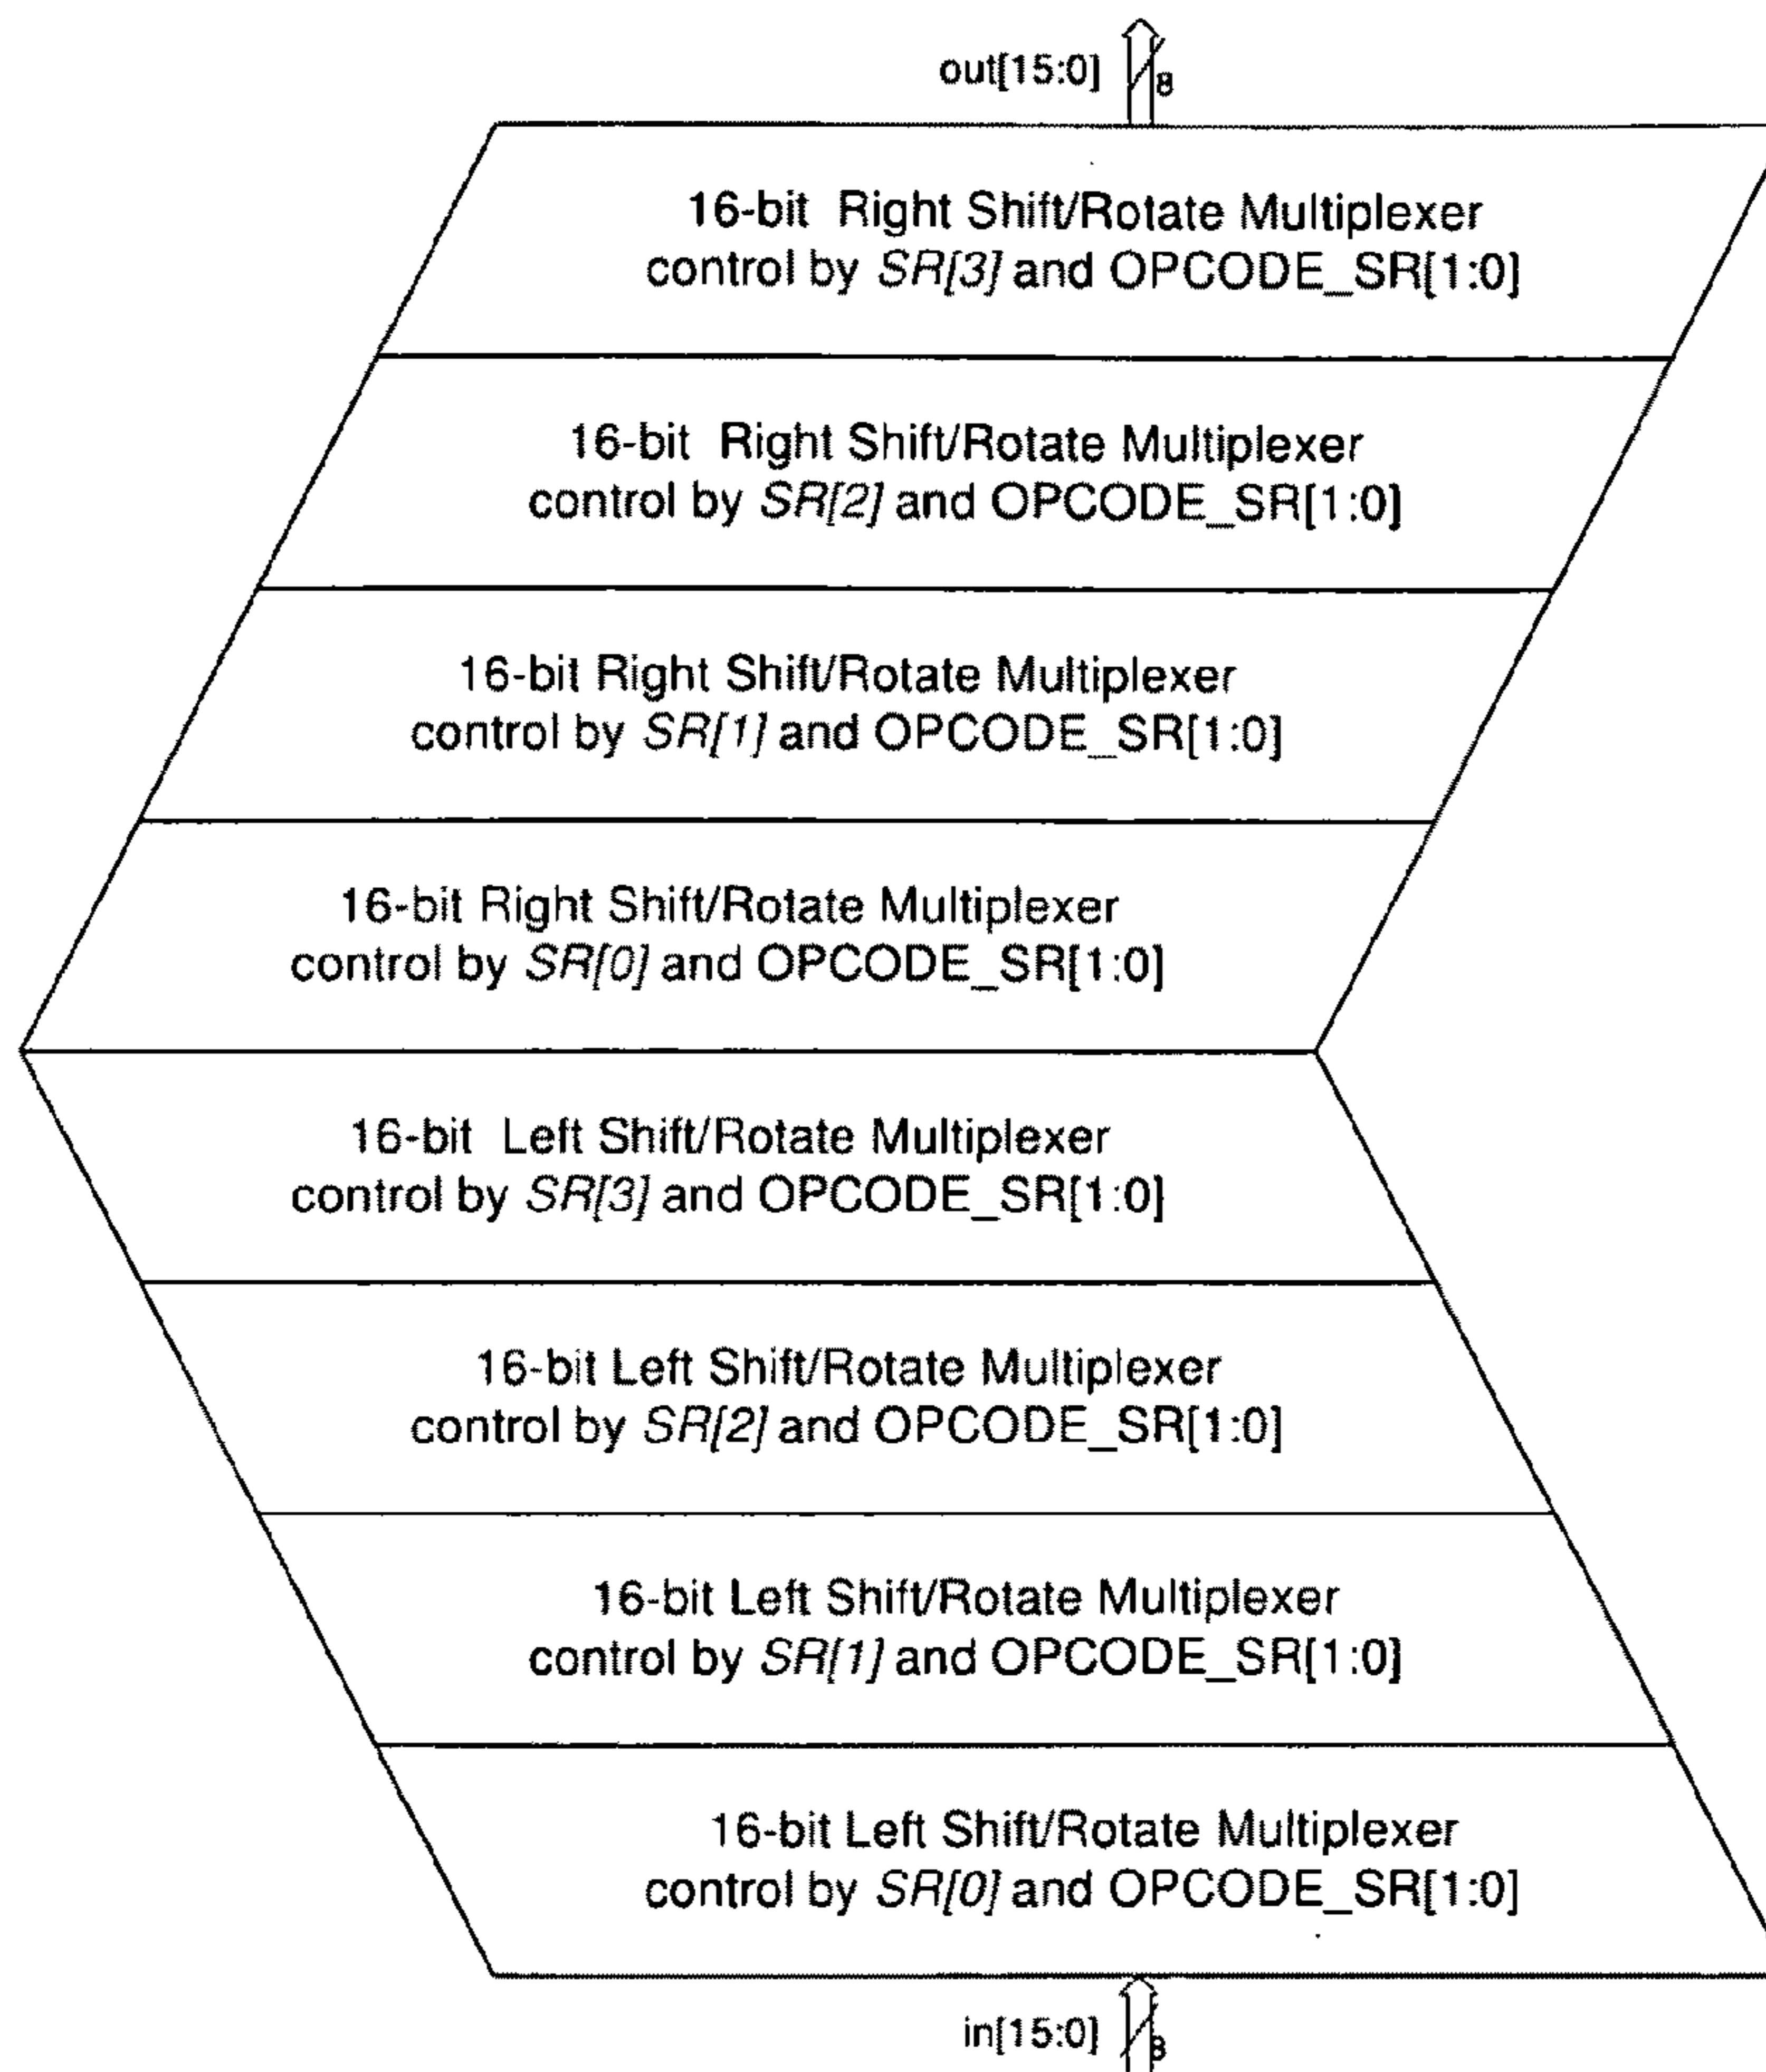 out[15:0]
8
16-bit Right Shift/Rotate Multiplexer
control by SR[3] and OPCODE_SR[1:0]
16-bit Right Shift/Rotate Multiplexer
control by SR[2] and OPCODE_SR[1:0]
16-bit Right Shift/Rotate Multiplexer
control by SR[1] and OPCODE_SR[1:0]
16-bit Right Shift/Rotate Multiplexer
control by SR[0] and OPCODE_SR[1:0]
16-bit Left Shift/Rotate Multiplexer
control by SR[3] and OPCODE_SR[1:0]
16-bit Left Shift/Rotate Multiplexer
control by SR[2] and OPCODE_SR[1:0]
16-bit Left Shift/Rotate Multiplexer
control by SR[1] and OPCODE_SR[1:0]
16-bit Left Shift/Rotate Multiplexer
control by SR[0] and OPCODE_SR[1:0]
in[15:0]
8